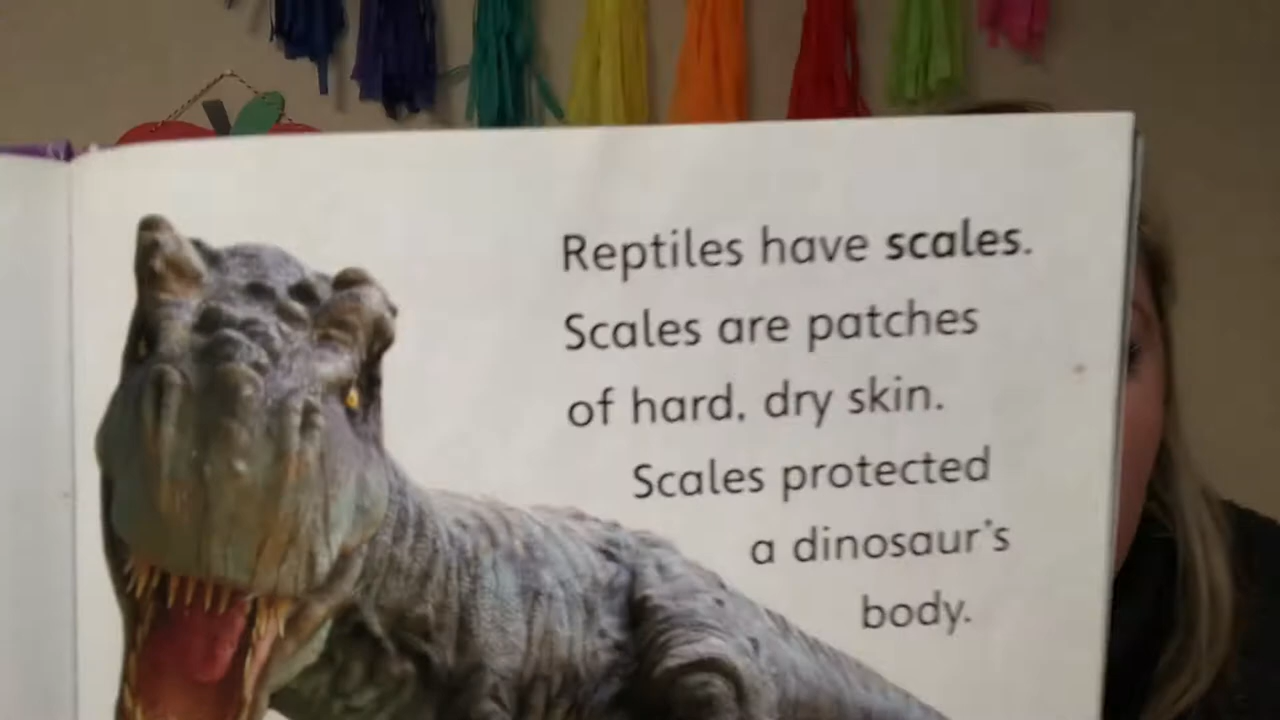 Reptiles have scales.
Scales are patches
of hard, dry skin.
Scales protected
a dinosaur's
body.